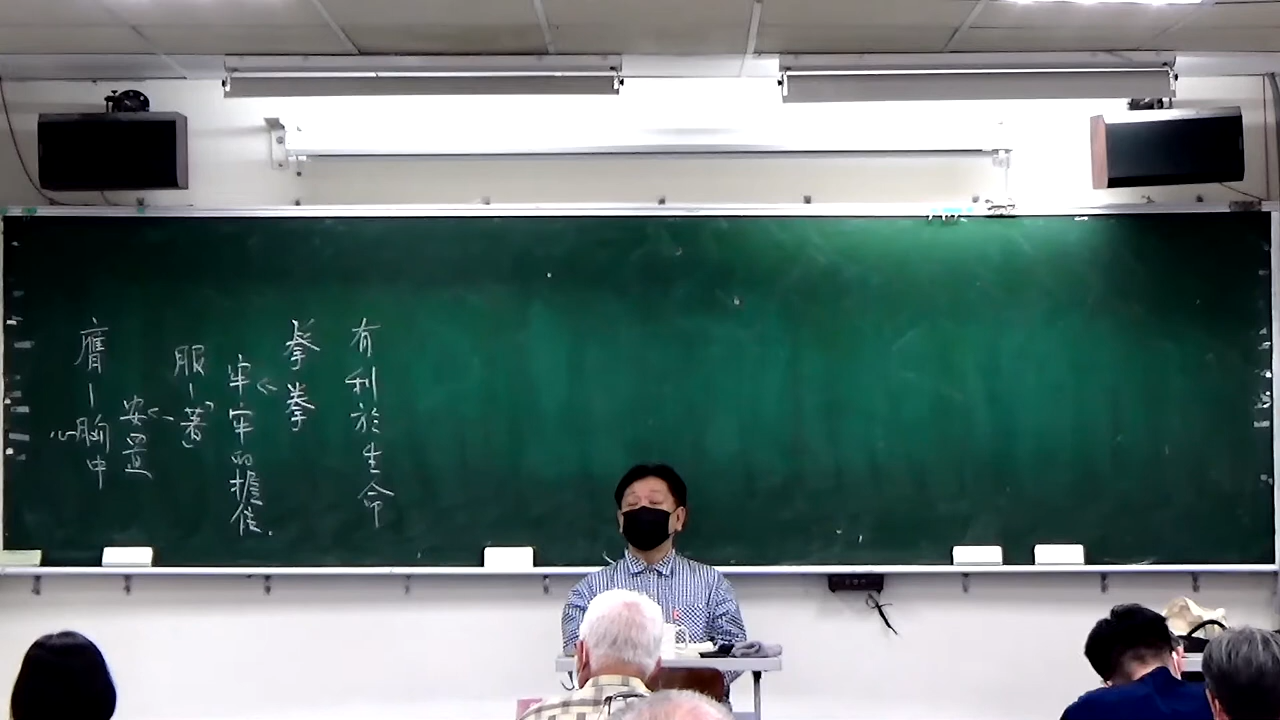 有利於生命
拳拳
牢牢的擔住.
服-「著」
安置
膺-胸中
心